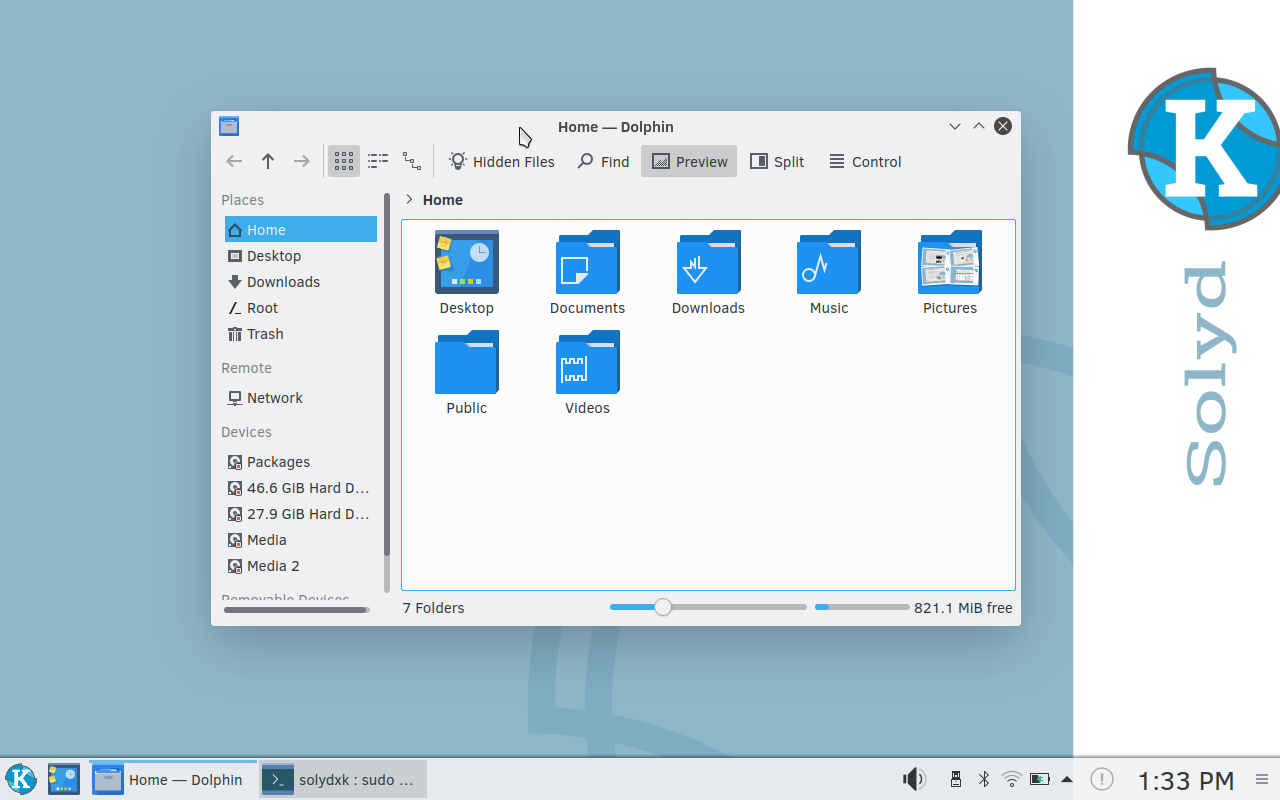 Home — Dolphin
Hidden Files Find Preview Split Control
Places
Home
Desktop
Downloads
Root
Trash
Remote
Network
Devices
Packages
46.6 GiB Hard D...
27.9 GiB Hard D...
Media
Media 2
Removable Devices
Home
Desktop Documents Downloads Music Pictures
Public Videos
7 Folders 821.1 MiB free
K
Solyd
Home — Dolphin solydxk : sudo ... 1:33 PM